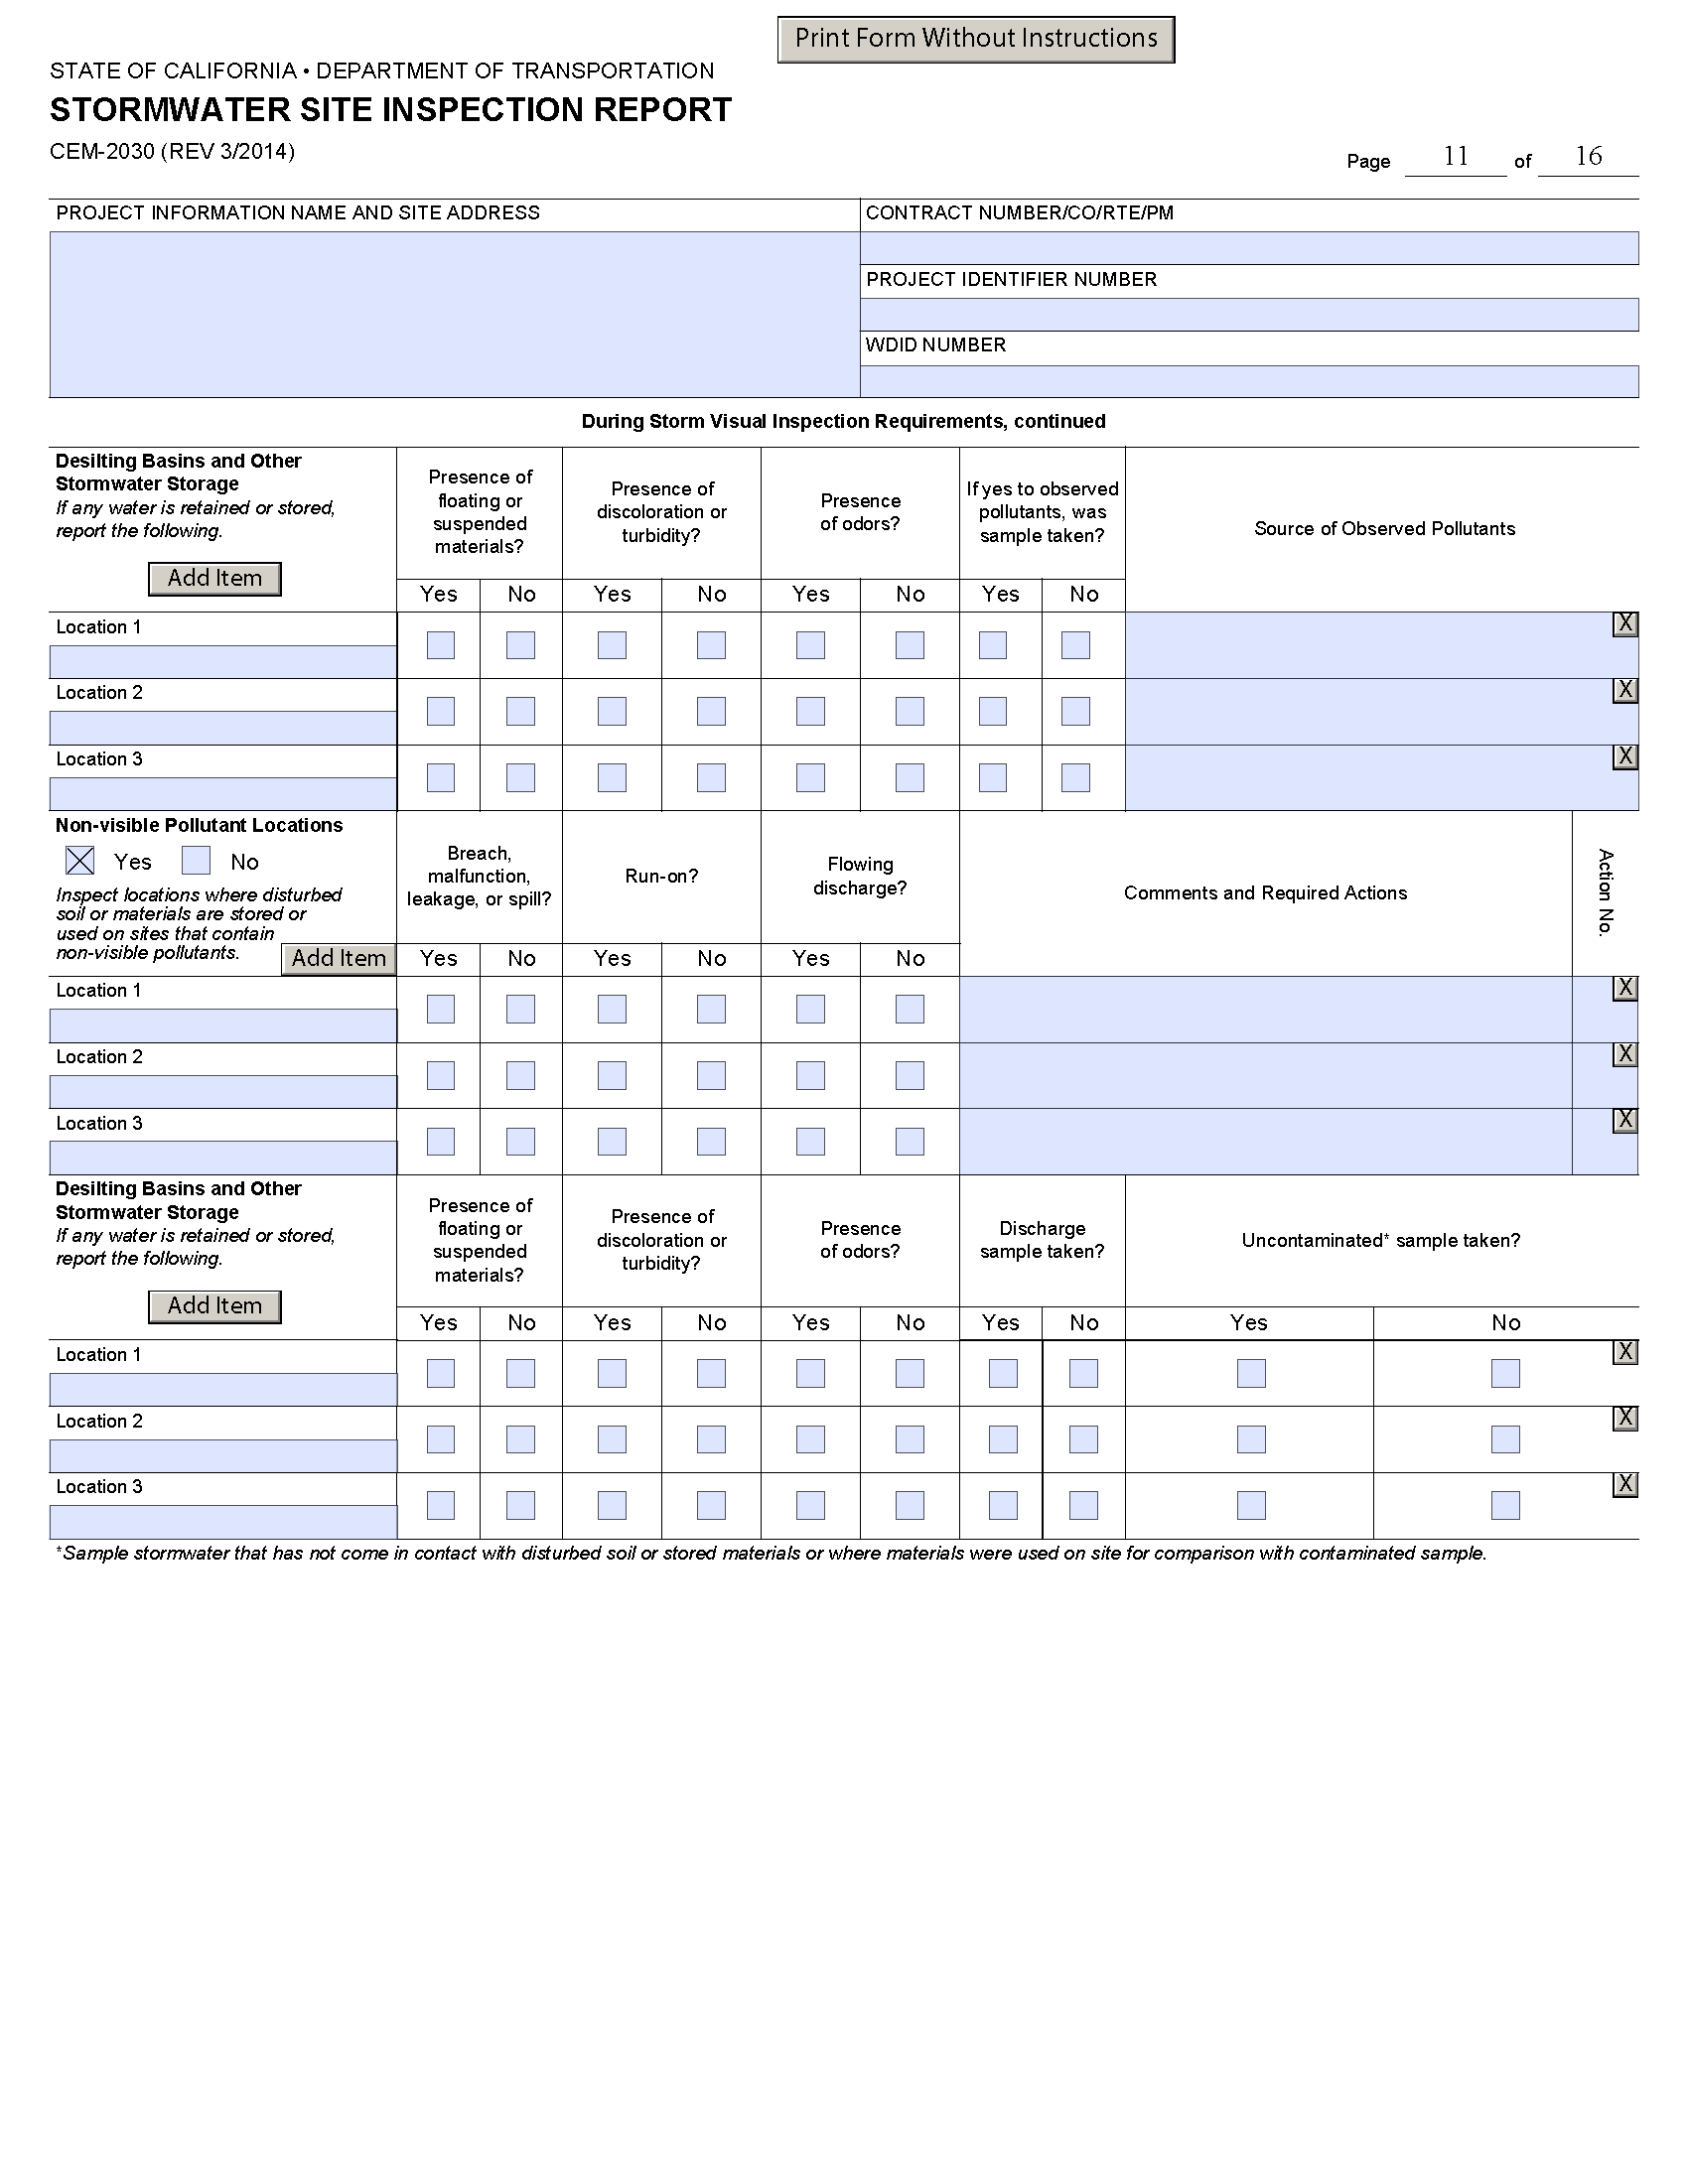 Print Form Without Instructions
STATE OF CALIFORNIA • DEPARTMENT OF TRANSPORTATION
STORMWATER SITE INSPECTION REPORT
CEM-2030 (REV 3/2014)
Page 11 of 16
PROJECT INFORMATION NAME AND SITE ADDRESS
CONTRACT NUMBER/CO/RTE/PM
PROJECT IDENTIFIER NUMBER
WDID NUMBER
During Storm Visual Inspection Requirements, continued
Desilting Basins and Other
Stormwater Storage
If any water is retained or stored,
report the following.
Add Item
Presence of
floating or
suspended
materials?
Presence of
discoloration or
turbidity?
Presence
of odors?
If yes to observed
pollutants, was
sample taken?
Source of Observed Pollutants
Yes No Yes No Yes No Yes No
Location 1
X
Location 2
X
Location 3
X
Non-visible Pollutant Locations
Yes No
Inspect locations where disturbed
soil or materials are stored or
used on sites that contain
non-visible pollutants.
Add Item
Breach,
malfunction,
leakage, or spill?
Run-on?
Flowing
discharge?
Comments and Required Actions
Action No.
Yes No Yes No Yes No
Location 1
X
Location 2
X
Location 3
X
Desilting Basins and Other
Stormwater Storage
If any water is retained or stored,
report the following.
Add Item
Presence of
floating or
suspended
materials?
Presence of
discoloration or
turbidity?
Presence
of odors?
Discharge
sample taken?
Uncontaminated* sample taken?
Yes No Yes No Yes No Yes No Yes No
Location 1
X
Location 2
X
Location 3
X
*Sample stormwater that has not come in contact with disturbed soil or stored materials or where materials were used on site for comparison with contaminated sample.